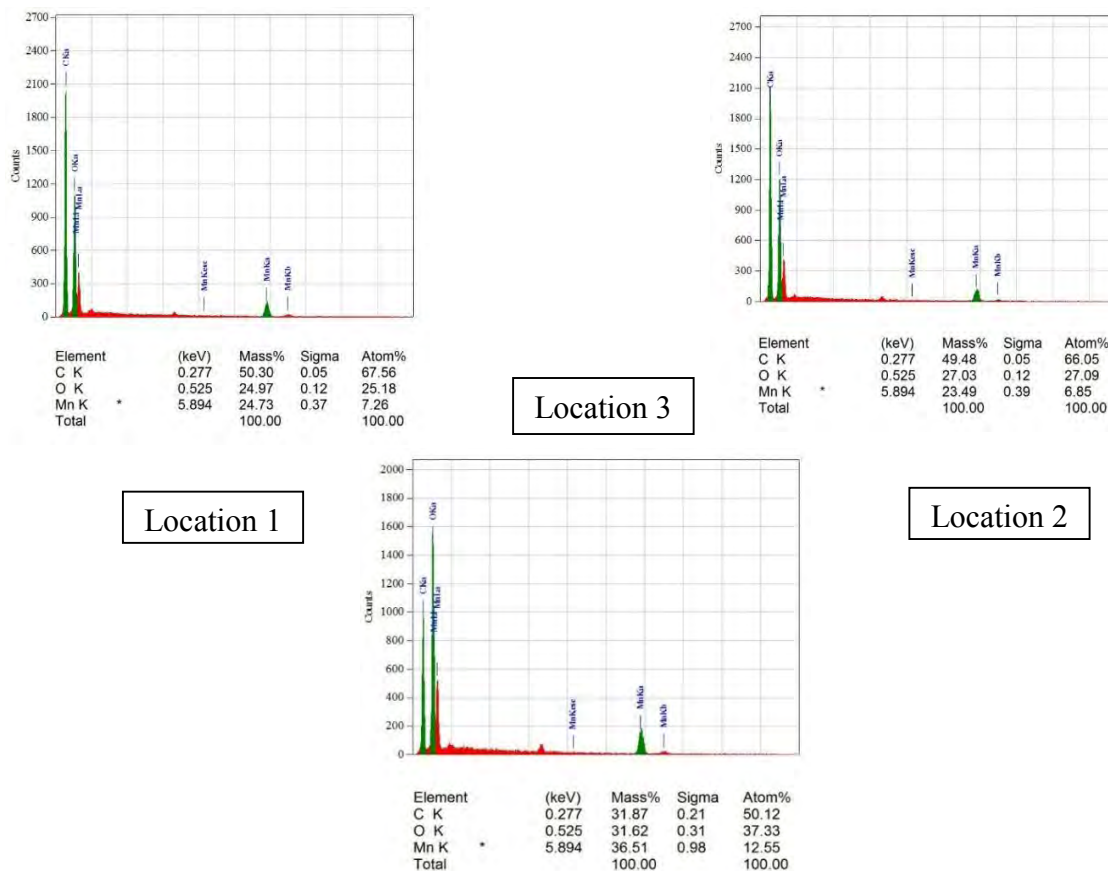 2700
2400
2100
1800
1500
1200
900
600
300
0
Counts
CKa
OKa
MnLl
MnLa
MnKesc
MnKa
MnKb
Element (keV) Mass% Sigma Atom%
C K 0.277 50.30 0.05 67.56
O K 0.525 24.97 0.12 25.18
Mn K * 5.894 24.73 0.37 7.26
Total 100.00 100.00
Location 1
2700
2400
2100
1800
1500
1200
900
600
300
0
Counts
CKa
OKa
MnLl
MnLa
MnKesc
MnKa
MnKb
Element (keV) Mass% Sigma Atom%
C K 0.277 49.48 0.05 66.05
O K 0.525 27.03 0.12 27.09
Mn K * 5.894 23.49 0.39 6.85
Total 100.00 100.00
Location 2
Location 3
2000
1800
1600
1400
1200
1000
800
600
400
200
0
Counts
CKa
OKa
MnLl
MnLa
MnKesc
MnKa
MnKb
Element (keV) Mass% Sigma Atom%
C K 0.277 31.87 0.21 50.12
O K 0.525 31.62 0.31 37.33
Mn K * 5.894 36.51 0.98 12.55
Total 100.00 100.00